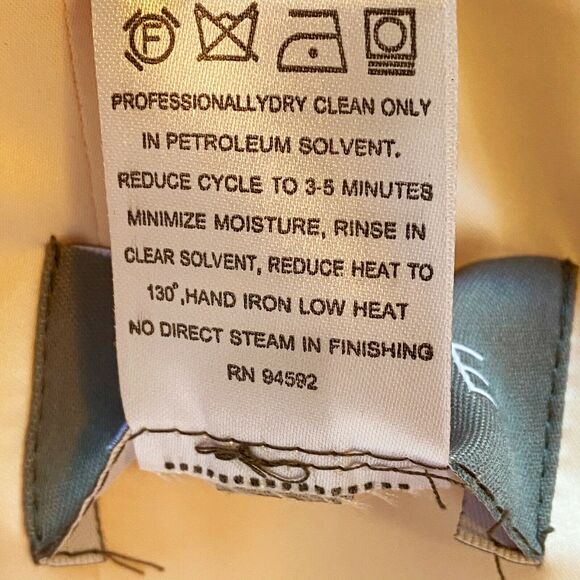 F
PROFESSIONALLYDRY CLEAN ONLY
IN PETROLEUM SOLVENT.
REDUCE CYCLE TO 3-5 MINUTES
MINIMIZE MOISTURE, RINSE IN
CLEAR SOLVENT, REDUCE HEAT TO
130°,HAND IRON LOW HEAT
NO DIRECT STEAM IN FINISHING
RN 94592
E